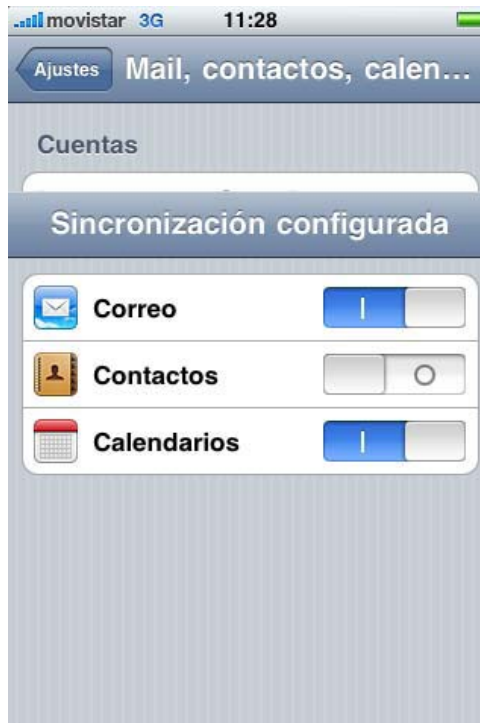 movistar 3G 11:28
Ajustes Mail, contactos, calen...
Cuentas
Sincronización configurada
Correo
Contactos
Calendarios